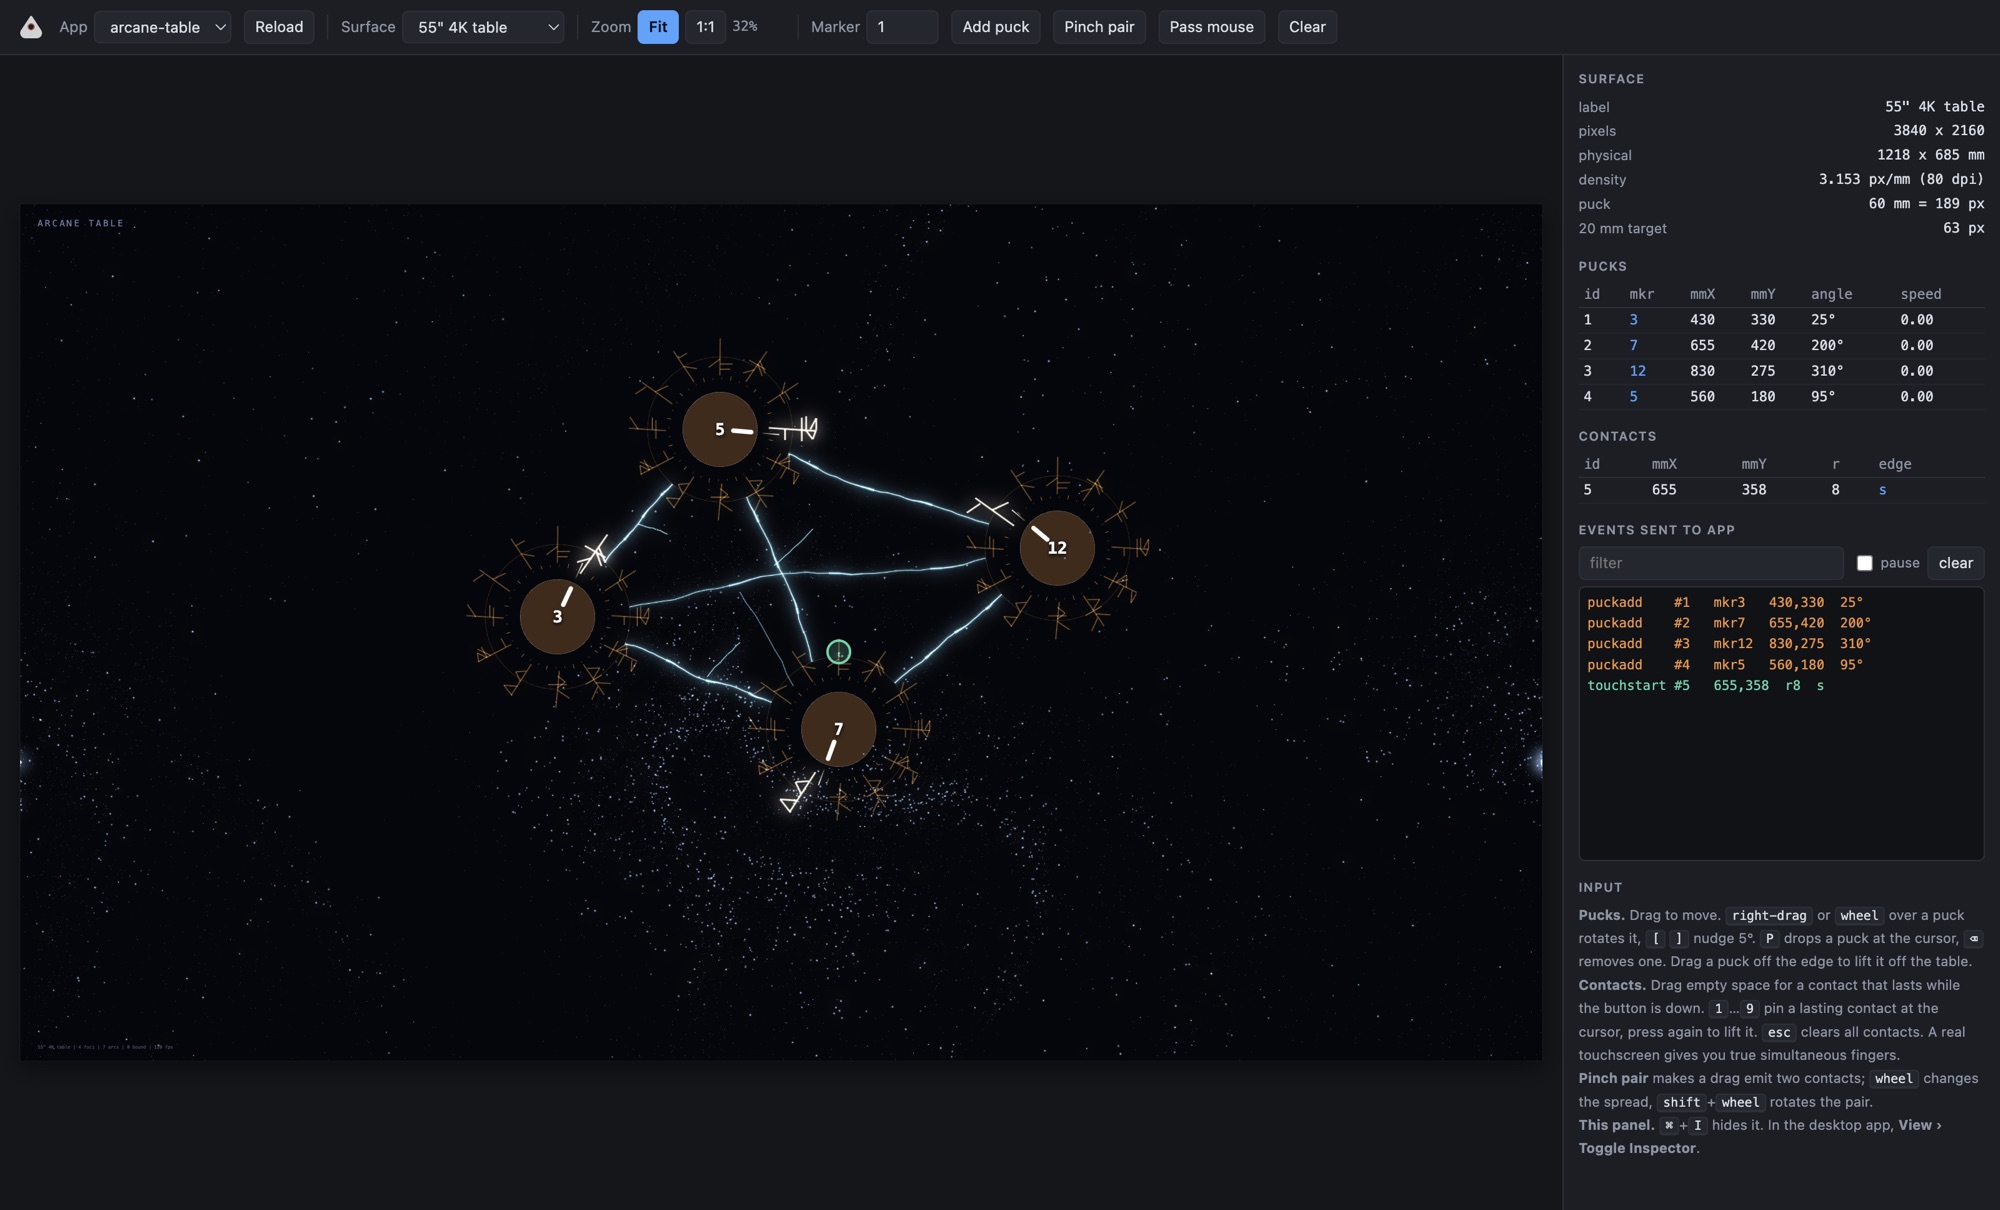 App arcane-table Reload Surface 55" 4K table Zoom Fit 1:1 32% Marker 1 Add puck Pinch pair Pass mouse Clear
ARCANE TABLE
5
12
3
7
SURFACE
label 55" 4K table
pixels 3840 x 2160
physical 1218 x 685 mm
density 3.153 px/mm (80 dpi)
puck 60 mm = 189 px
20 mm target 63 px
PUCKS
id mkr mmX mmY angle speed
1 3 430 330 25° 0.00
2 7 655 420 200° 0.00
3 12 830 275 310° 0.00
4 5 560 180 95° 0.00
CONTACTS
id mmX mmY r edge
5 655 358 8 s
EVENTS SENT TO APP
filter pause clear
puckadd #1 mkr3 430,330 25°
puckadd #2 mkr7 655,420 200°
puckadd #3 mkr12 830,275 310°
puckadd #4 mkr5 560,180 95°
touchstart #5 655,358 r8 s
INPUT
Pucks. Drag to move. right-drag or wheel over a puck
rotates it, [ ] nudge 5°. P drops a puck at the cursor, ⌫
removes one. Drag a puck off the edge to lift it off the table.
Contacts. Drag empty space for a contact that lasts while
the button is down. 1…9 pin a lasting contact at the
cursor, press again to lift it. esc clears all contacts. A real
touchscreen gives you true simultaneous fingers.
Pinch pair makes a drag emit two contacts; wheel changes
the spread, shift+wheel rotates the pair.
This panel. ⌘+I hides it. In the desktop app, View ›
Toggle Inspector.